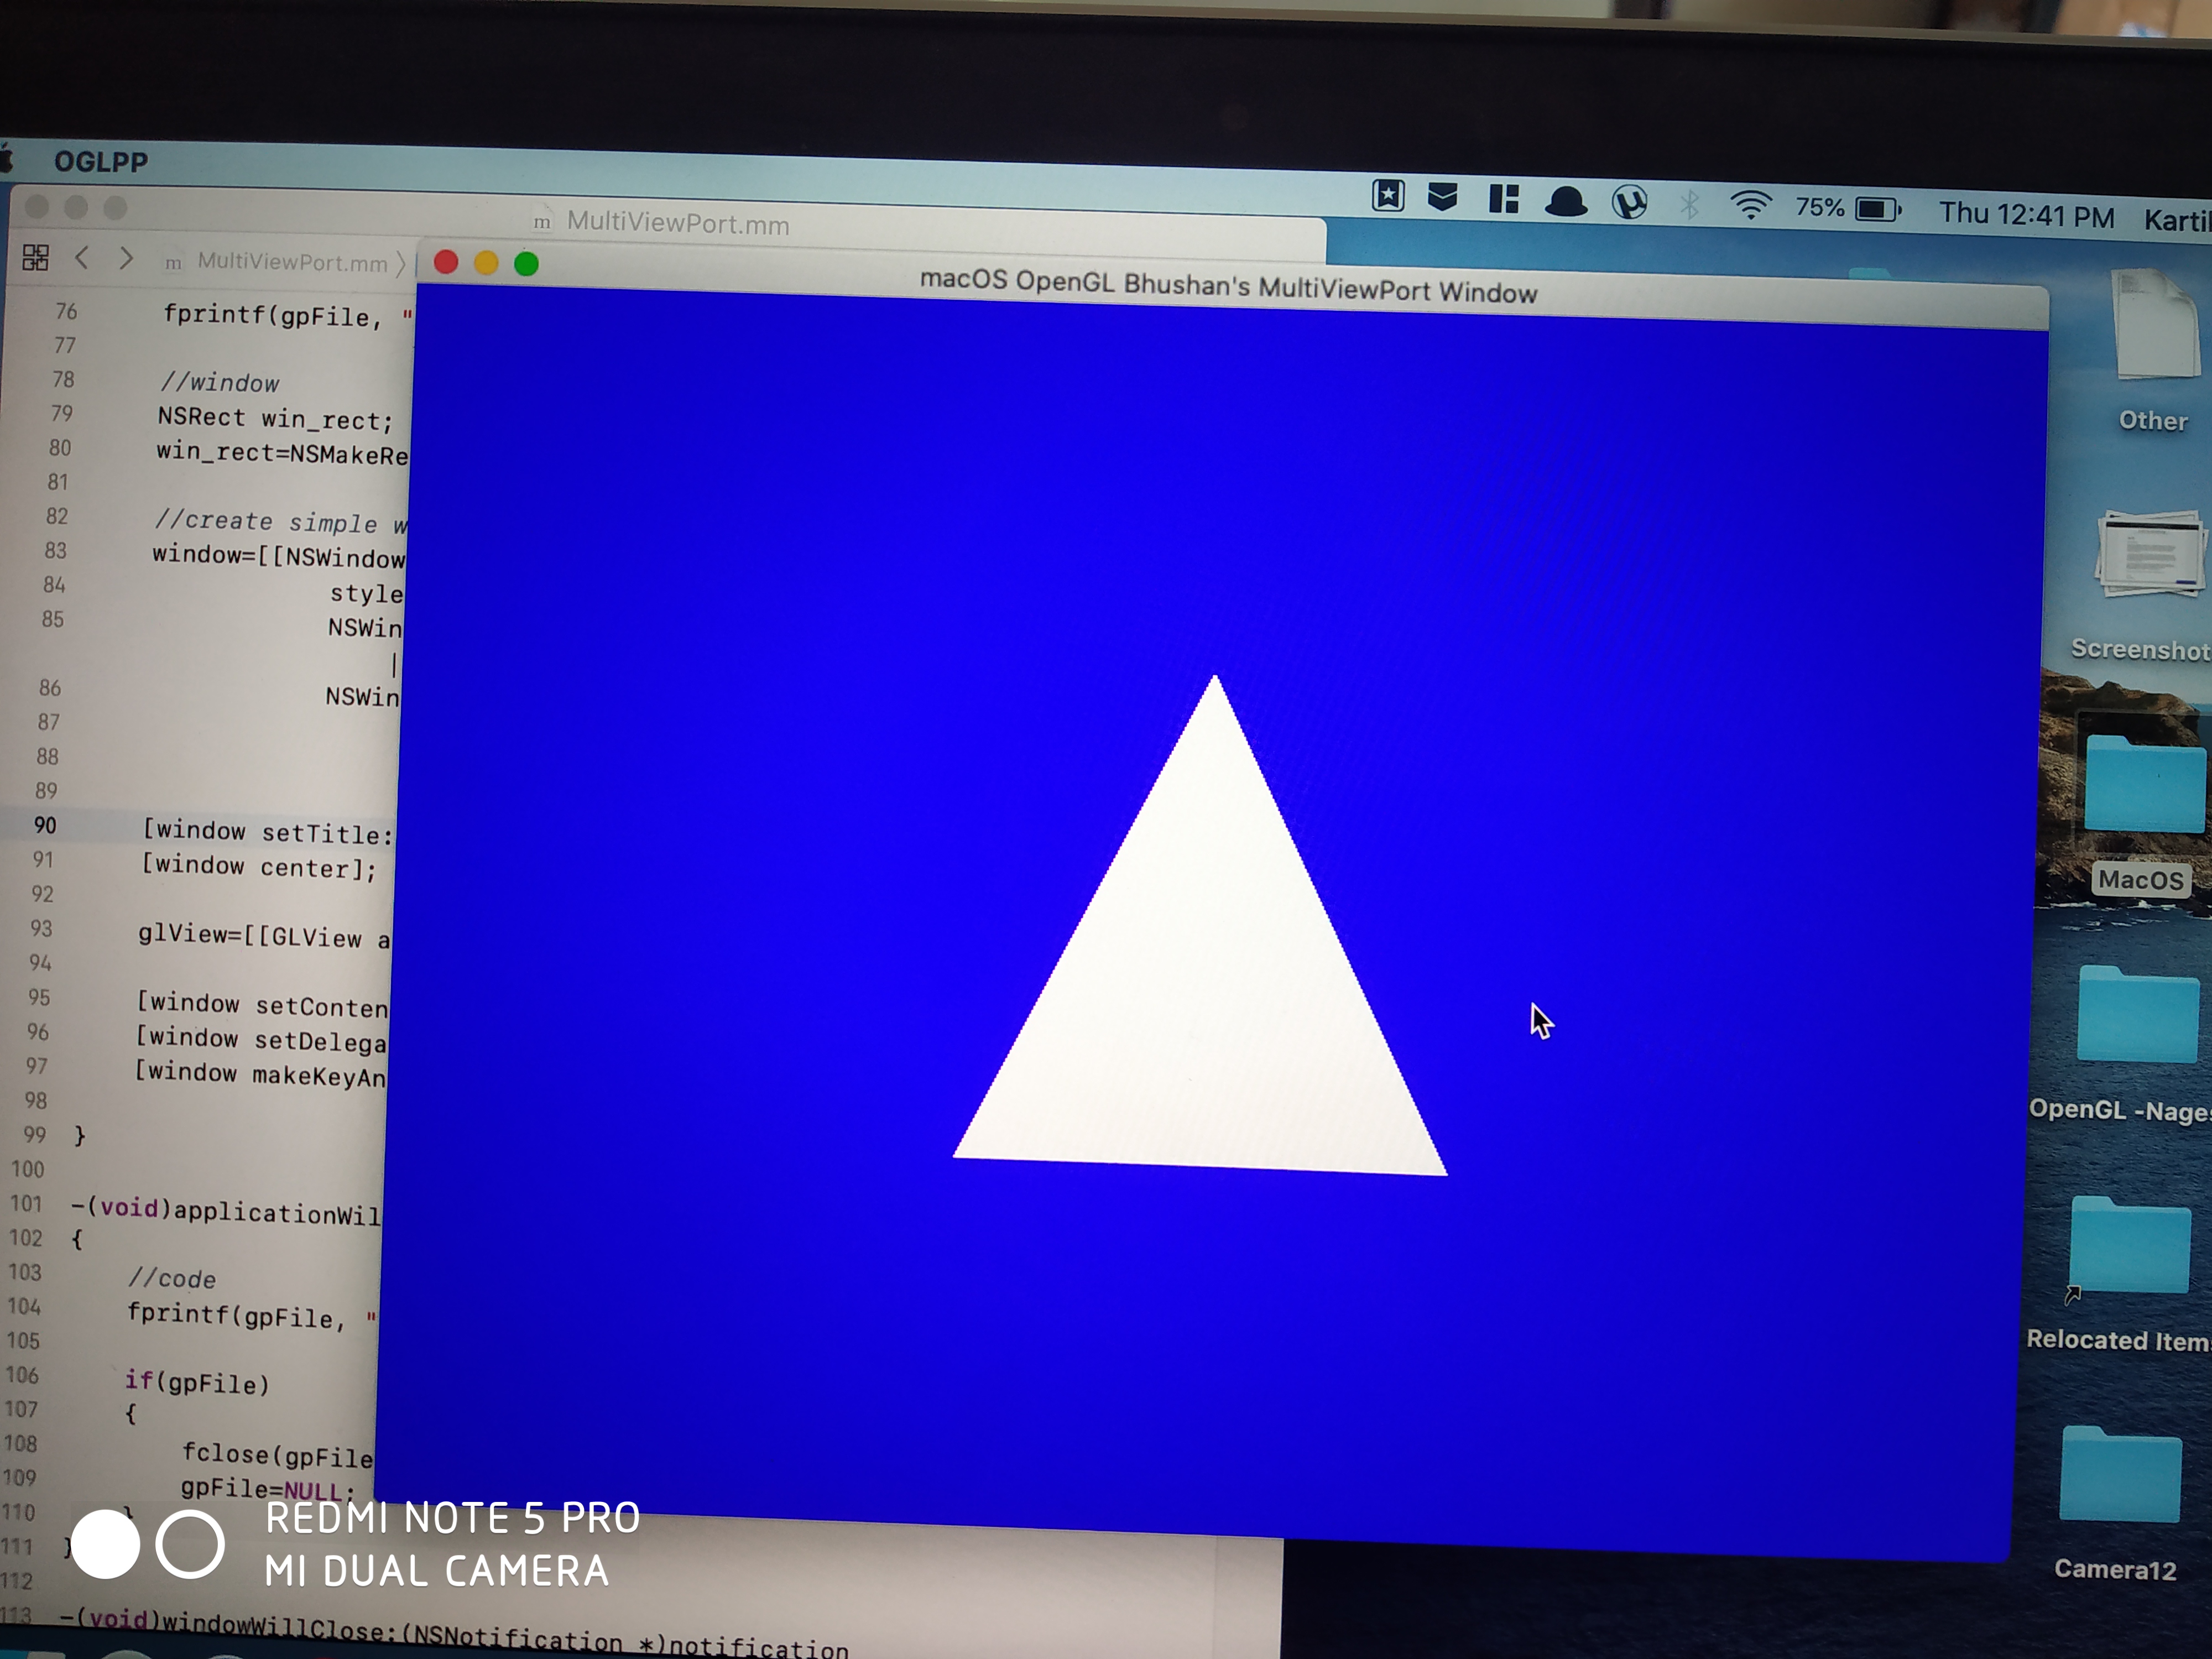 OGLPP
75%
Thu 12:41 PM
Kartik
m MultiViewPort.mm
m MultiViewPort.mm
macOS OpenGL Bhushan's MultiViewPort Window
76 fprintf(gpFile, "
77
78 //window
79 NSRect win_rect;
80 win_rect=NSMakeRe
81
82 //create simple w
83 window=[[NSWindow
84 style
85 NSWin
|
86 NSWin
87
88
89
90 [window setTitle:
91 [window center];
92
93 glView=[[GLView a
94
95 [window setConten
96 [window setDelega
97 [window makeKeyAn
98
99 }
100
101 -(void)applicationWil
102 {
103 //code
104 fprintf(gpFile, "
105
106 if(gpFile)
107 {
108 fclose(gpFile
109 gpFile=NULL;
110 }
111 }
112
113 -(void)windowWillClose:(NSNotification *)notification
Other
Screenshot
MacOS
OpenGL -Nages
Relocated Item
Camera12
REDMI NOTE 5 PRO
MI DUAL CAMERA